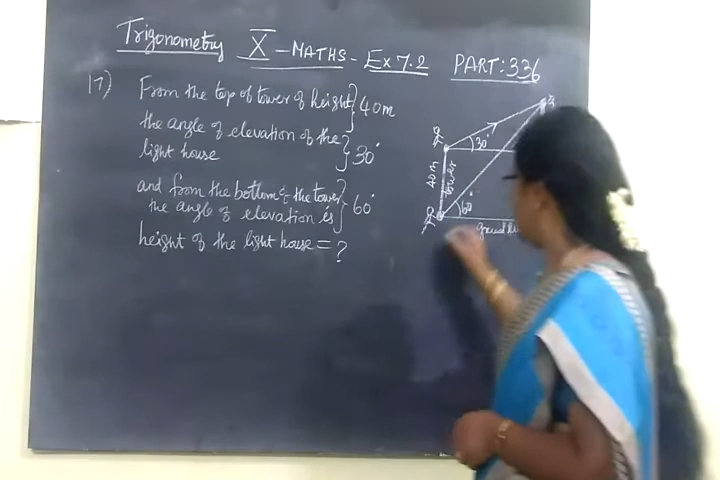 Trigonometry X - MATHS - Ex 7.2 PART: 336
17) From the top of tower of height } 40m
the angle of elevation of the
light house } 30°
and from the bottom of the tower
the angle of elevation is } 60°
height of the light house = ?
30°
40m
tower
60°